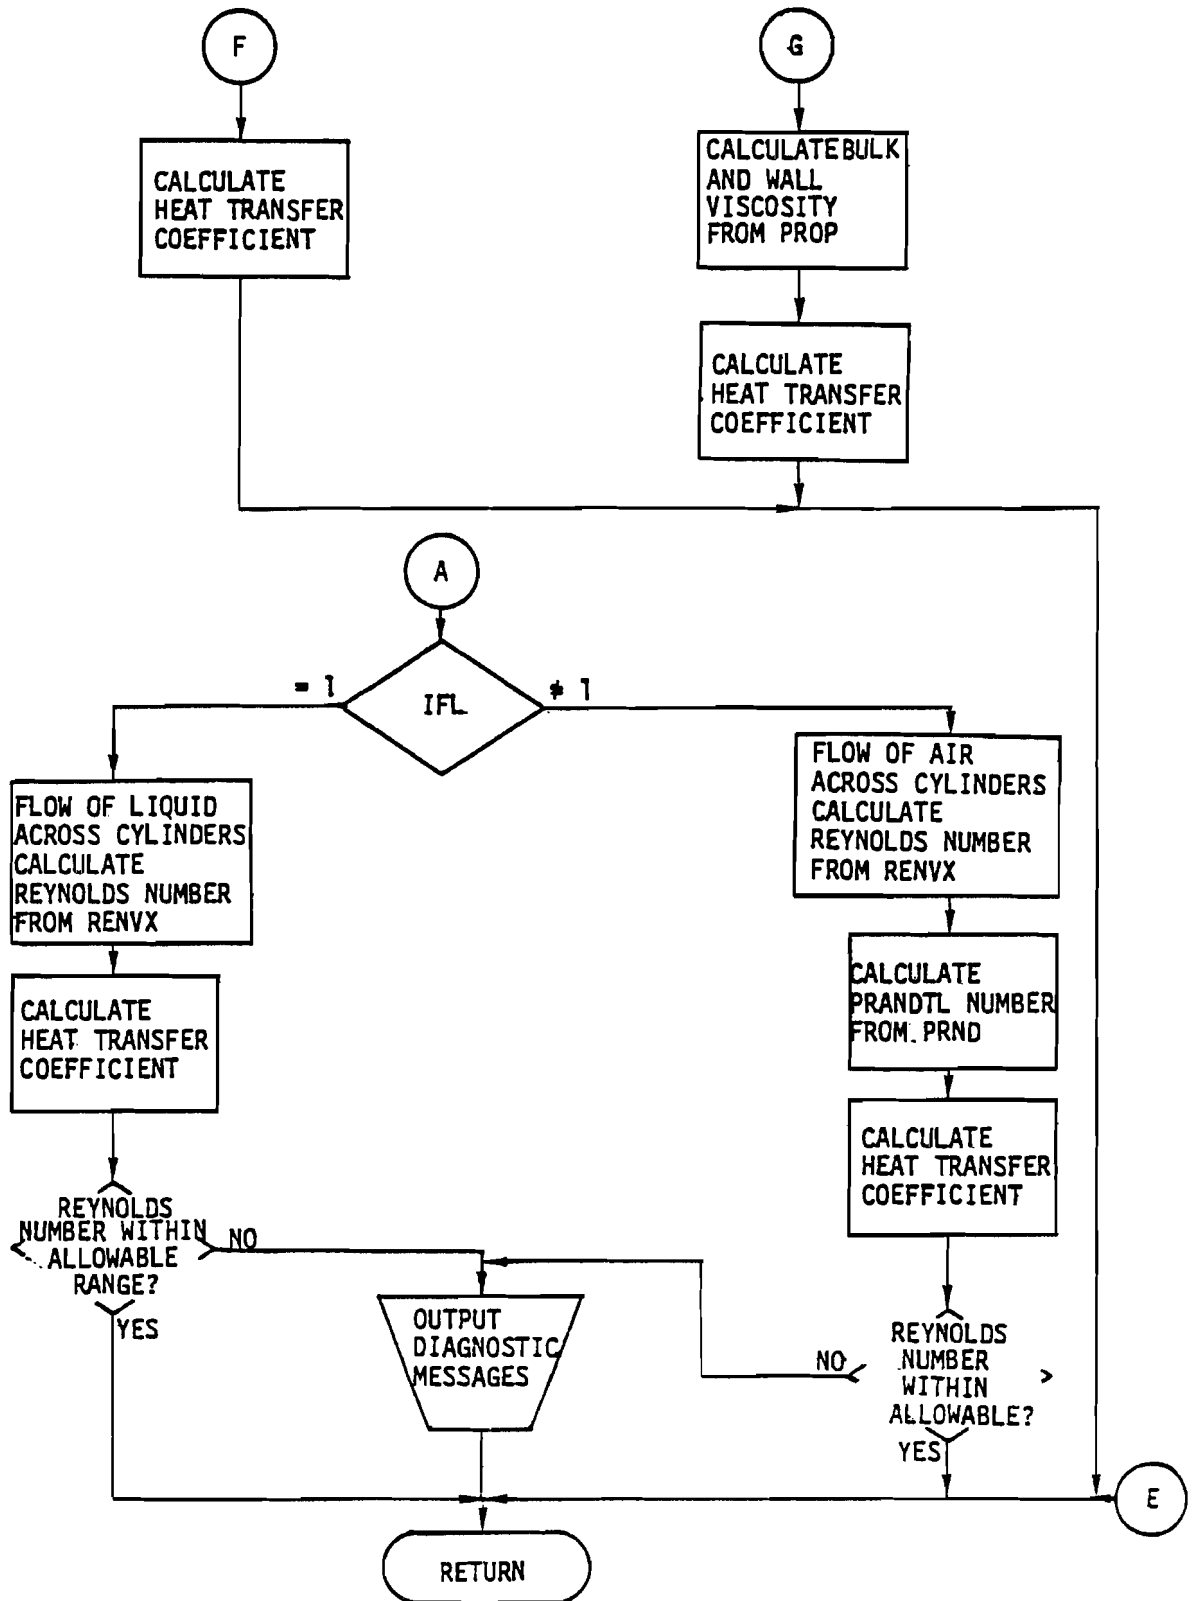 F
G
CALCULATE
HEAT TRANSFER
COEFFICIENT
CALCULATE BULK
AND WALL
VISCOSITY
FROM PROP
CALCULATE
HEAT TRANSFER
COEFFICIENT
A
IFL
= 1
≠ 1
FLOW OF LIQUID
ACROSS CYLINDERS
CALCULATE
REYNOLDS NUMBER
FROM RENVX
FLOW OF AIR
ACROSS CYLINDERS
CALCULATE
REYNOLDS NUMBER
FROM RENVX
CALCULATE
HEAT TRANSFER
COEFFICIENT
CALCULATE
PRANDTL NUMBER
FROM PRND
CALCULATE
HEAT TRANSFER
COEFFICIENT
REYNOLDS
NUMBER WITHIN
ALLOWABLE
RANGE?
NO
YES
OUTPUT
DIAGNOSTIC
MESSAGES
REYNOLDS
NUMBER
WITHIN
ALLOWABLE?
NO
YES
E
RETURN